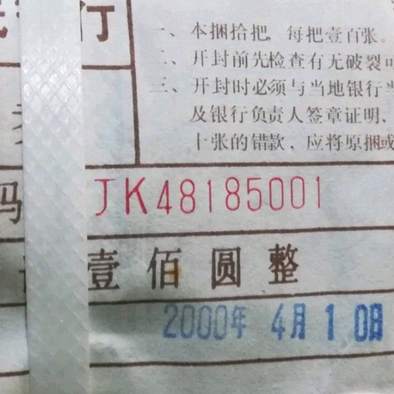 行
一、本捆拾把，每把壹百张。
二、开封前先检查有无破裂可
三、开封时必须与当地银行当
及银行负责人签章证明、
十张的错款，应将原捆或
码 JK48185001
壹佰圆整
2000年 4月10日